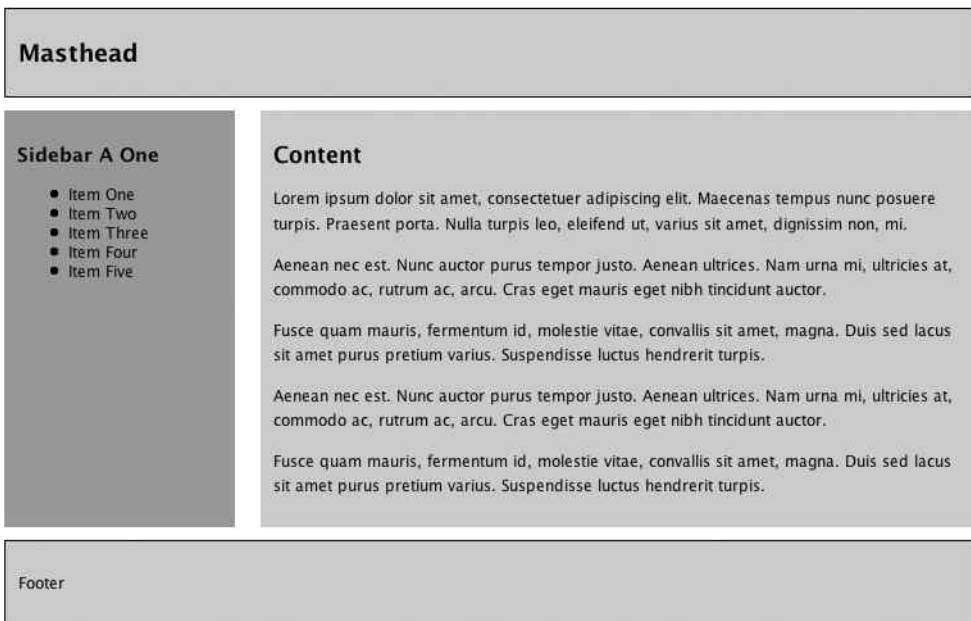 Masthead
Sidebar A One
Item One
Item Two
Item Three
Item Four
Item Five
Content
Lorem ipsum dolor sit amet, consectetuer adipiscing elit. Maecenas tempus nunc posuere
turpis. Praesent porta. Nulla turpis leo, eleifend ut, varius sit amet, dignissim non, mi.
Aenean nec est. Nunc auctor purus tempor justo. Aenean ultrices. Nam urna mi, ultricies at,
commodo ac, rutrum ac, arcu. Cras eget mauris eget nibh tincidunt auctor.
Fusce quam mauris, fermentum id, molestie vitae, convallis sit amet, magna. Duis sed lacus
sit amet purus pretium varius. Suspendisse luctus hendrerit turpis.
Aenean nec est. Nunc auctor purus tempor justo. Aenean ultrices. Nam urna mi, ultricies at,
commodo ac, rutrum ac, arcu. Cras eget mauris eget nibh tincidunt auctor.
Fusce quam mauris, fermentum id, molestie vitae, convallis sit amet, magna. Duis sed lacus
sit amet purus pretium varius. Suspendisse luctus hendrerit turpis.
Footer